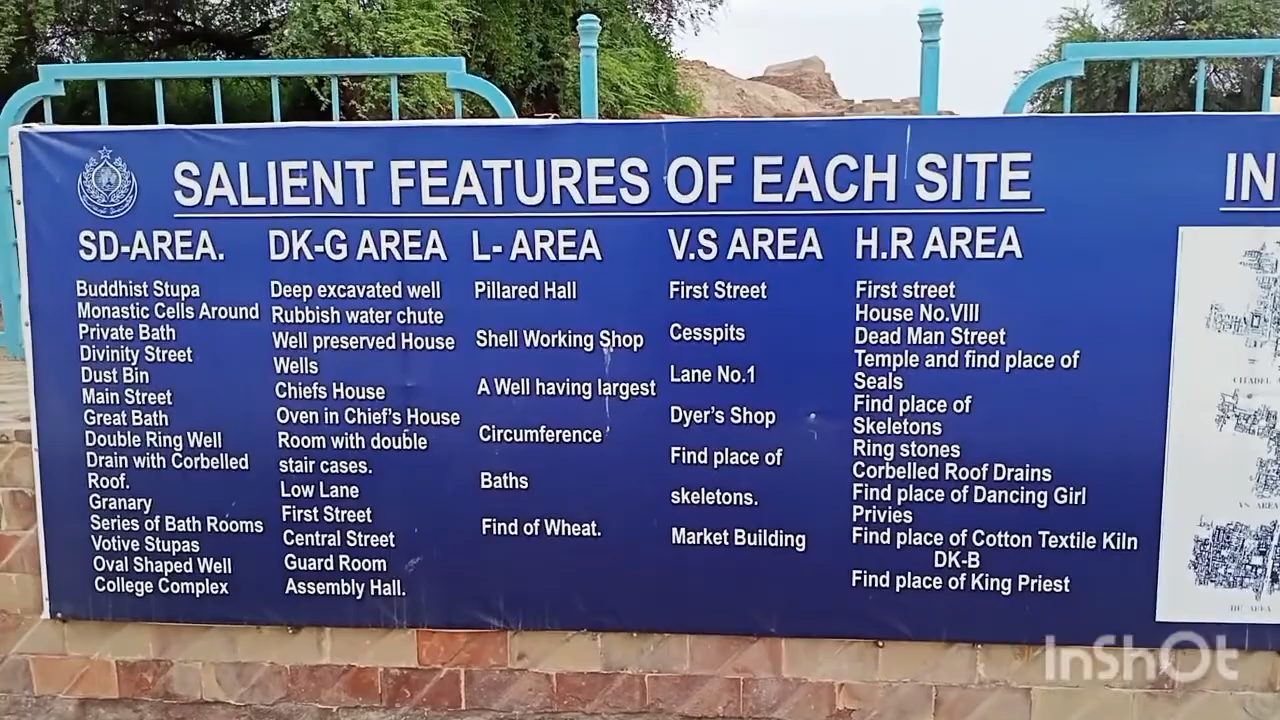 SALIENT FEATURES OF EACH SITE
SD-AREA.
Buddhist Stupa
Monastic Cells Around
Private Bath
Divinity Street
Dust Bin
Main Street
Great Bath
Double Ring Well
Drain with Corbelled
Roof.
Granary
Series of Bath Rooms
Votive Stupas
Oval Shaped Well
College Complex
DK-G AREA
Deep excavated well
Rubbish water chute
Well preserved House
Wells
Chiefs House
Oven in Chief's House
Room with double
stair cases.
Low Lane
First Street
Central Street
Guard Room
Assembly Hall.
L- AREA
Pillared Hall
Shell Working Shop
A Well having largest
Circumference
Baths
Find of Wheat.
V.S AREA
First Street
Cesspits
Lane No.1
Dyer's Shop
Find place of
skeletons.
Market Building
H.R AREA
First street
House No.VIII
Dead Man Street
Temple and find place of
Seals
Find place of
Skeletons
Ring stones
Corbelled Roof Drains
Find place of Dancing Girl
Privies
Find place of Cotton Textile Kiln
DK-B
Find place of King Priest
IN
CITADEL
VS AREA
HR AREA
InShOt